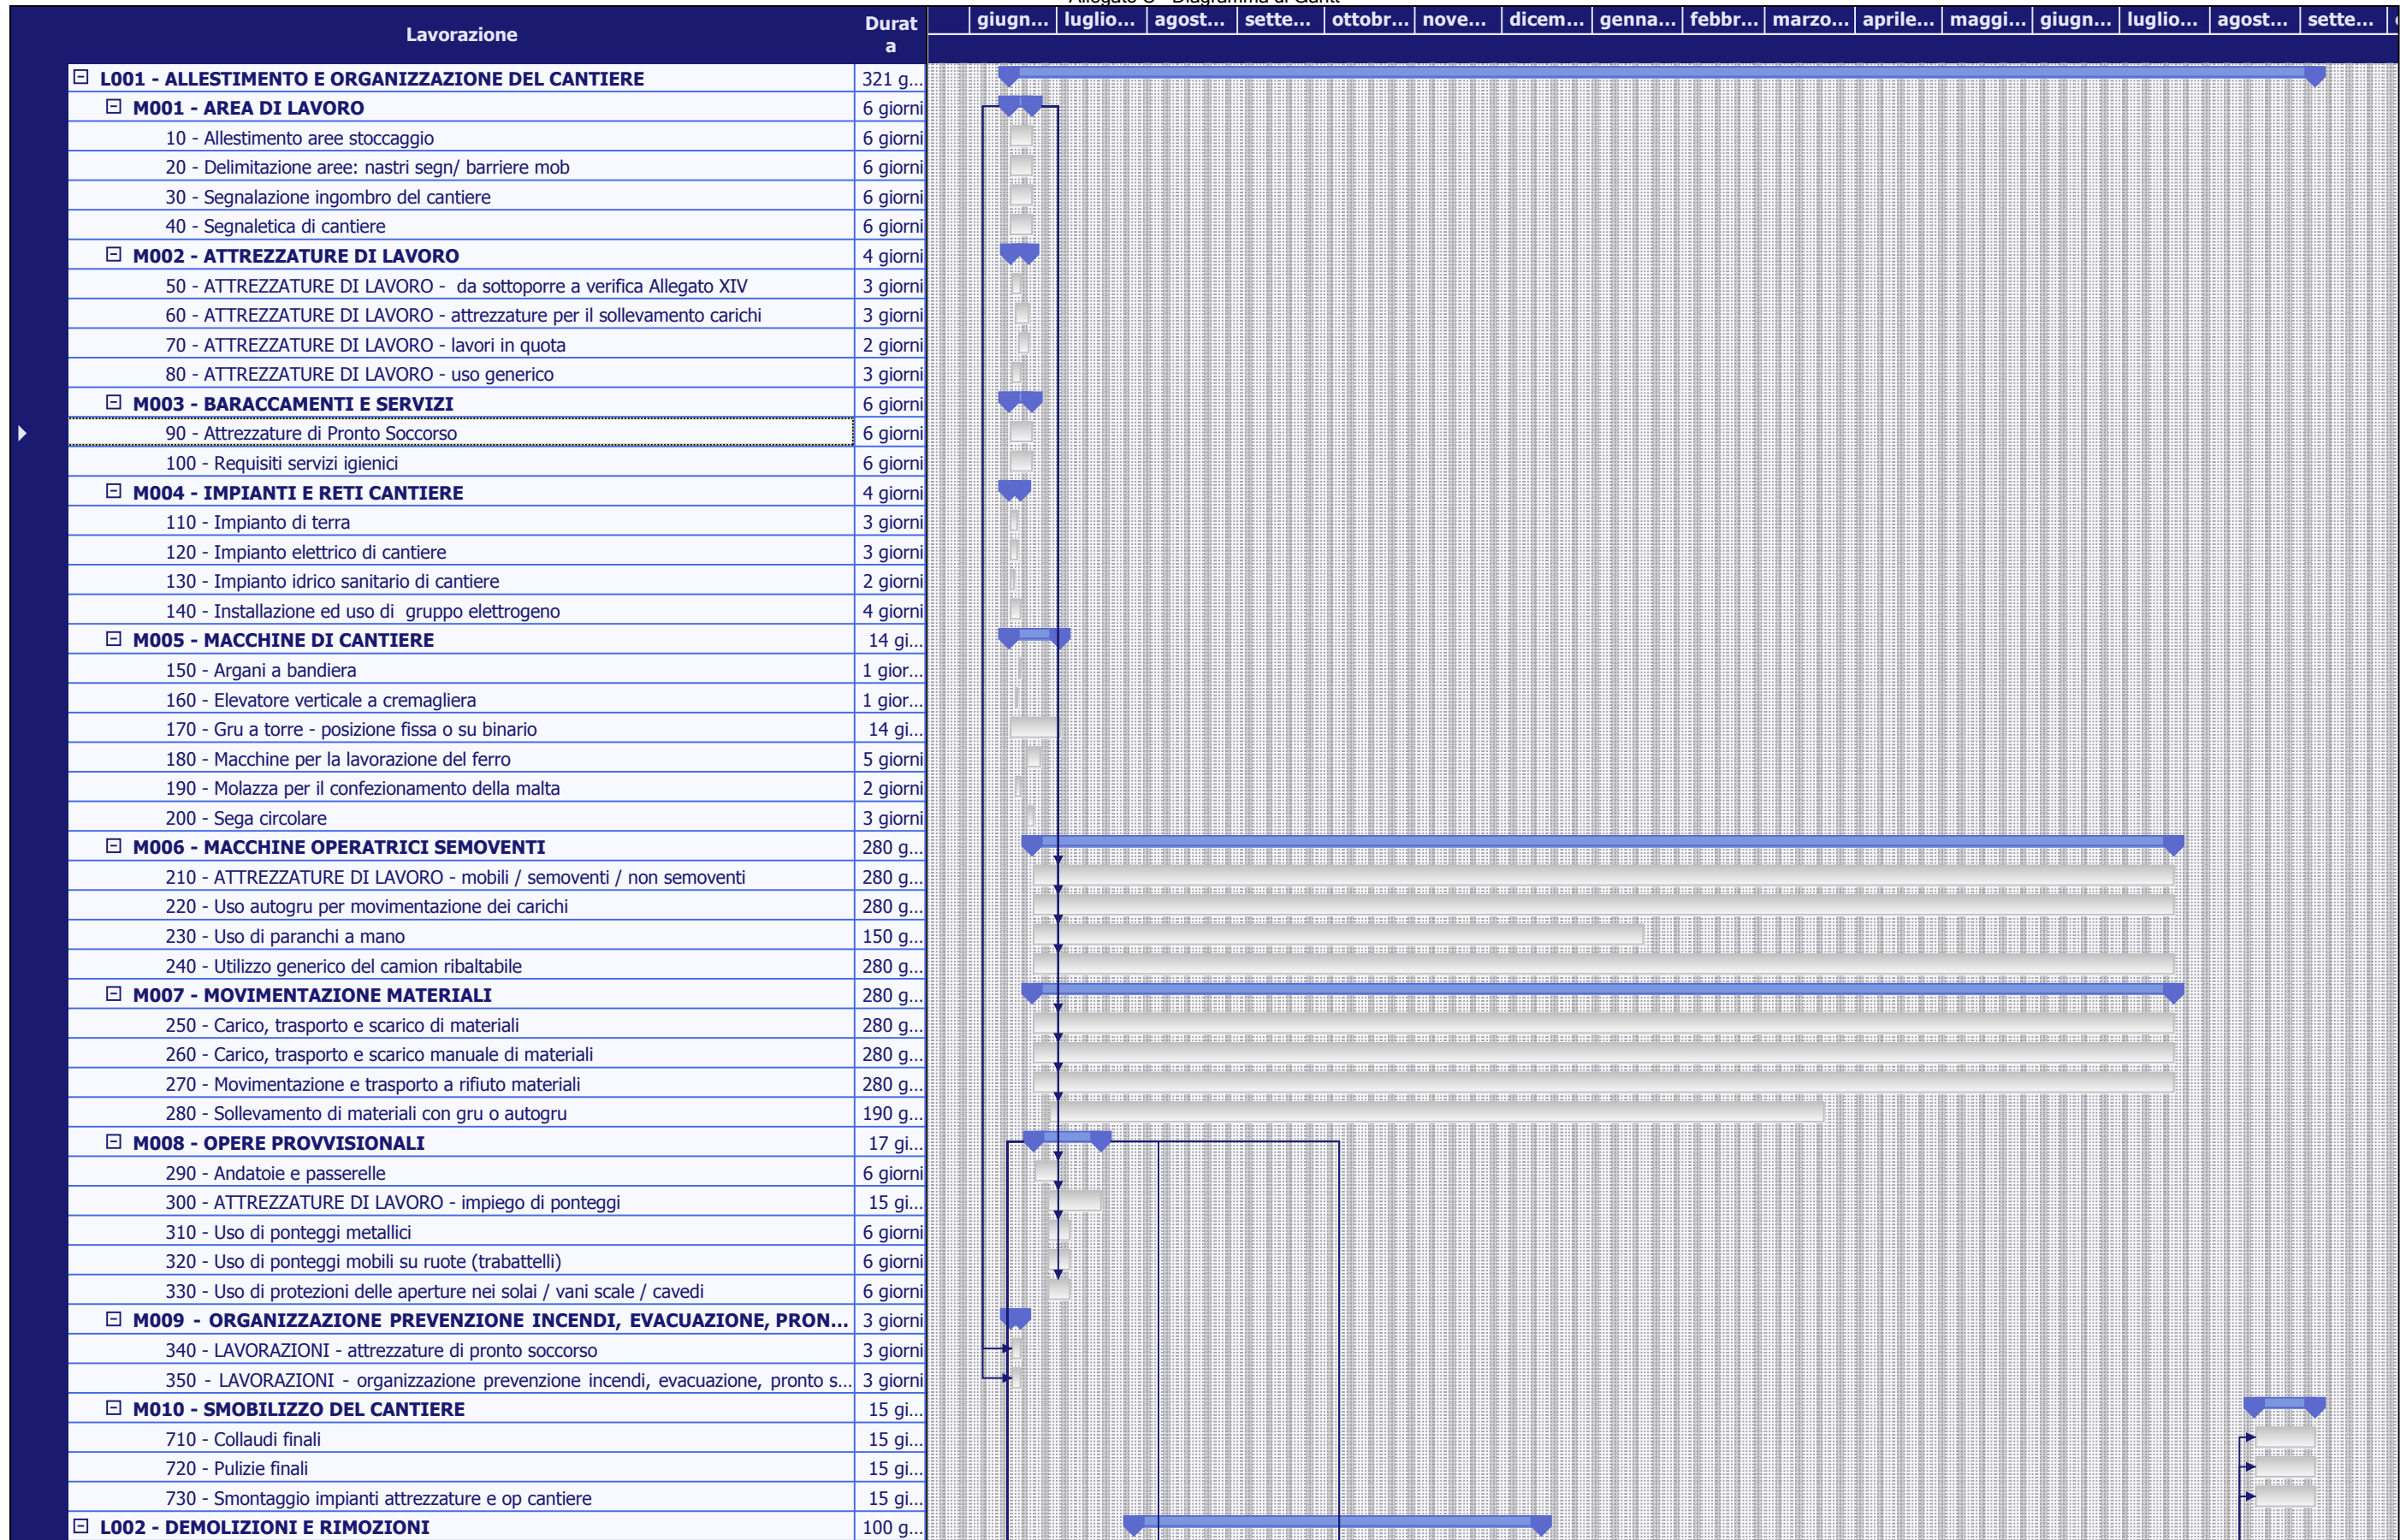 Allegato C - Diagramma di Gantt
Lavorazione Durat
a
giugn... luglio... agost... sette... ottobr... nove... dicem... genna... febbr... marzo... aprile... maggi... giugn... luglio... agost... sette...
L001 - ALLESTIMENTO E ORGANIZZAZIONE DEL CANTIERE 321 g...
M001 - AREA DI LAVORO 6 giorni
10 - Allestimento aree stoccaggio 6 giorni
20 - Delimitazione aree: nastri segn/ barriere mob 6 giorni
30 - Segnalazione ingombro del cantiere 6 giorni
40 - Segnaletica di cantiere 6 giorni
M002 - ATTREZZATURE DI LAVORO 4 giorni
50 - ATTREZZATURE DI LAVORO - da sottoporre a verifica Allegato XIV 3 giorni
60 - ATTREZZATURE DI LAVORO - attrezzature per il sollevamento carichi 3 giorni
70 - ATTREZZATURE DI LAVORO - lavori in quota 2 giorni
80 - ATTREZZATURE DI LAVORO - uso generico 3 giorni
M003 - BARACCAMENTI E SERVIZI 6 giorni
90 - Attrezzature di Pronto Soccorso 6 giorni
100 - Requisiti servizi igienici 6 giorni
M004 - IMPIANTI E RETI CANTIERE 4 giorni
110 - Impianto di terra 3 giorni
120 - Impianto elettrico di cantiere 3 giorni
130 - Impianto idrico sanitario di cantiere 2 giorni
140 - Installazione ed uso di gruppo elettrogeno 4 giorni
M005 - MACCHINE DI CANTIERE 14 gi...
150 - Argani a bandiera 1 gior...
160 - Elevatore verticale a cremagliera 1 gior...
170 - Gru a torre - posizione fissa o su binario 14 gi...
180 - Macchine per la lavorazione del ferro 5 giorni
190 - Molazza per il confezionamento della malta 2 giorni
200 - Sega circolare 3 giorni
M006 - MACCHINE OPERATRICI SEMOVENTI 280 g...
210 - ATTREZZATURE DI LAVORO - mobili / semoventi / non semoventi 280 g...
220 - Uso autogru per movimentazione dei carichi 280 g...
230 - Uso di paranchi a mano 150 g...
240 - Utilizzo generico del camion ribaltabile 280 g...
M007 - MOVIMENTAZIONE MATERIALI 280 g...
250 - Carico, trasporto e scarico di materiali 280 g...
260 - Carico, trasporto e scarico manuale di materiali 280 g...
270 - Movimentazione e trasporto a rifiuto materiali 280 g...
280 - Sollevamento di materiali con gru o autogru 190 g...
M008 - OPERE PROVVISIONALI 17 gi...
290 - Andatoie e passerelle 6 giorni
300 - ATTREZZATURE DI LAVORO - impiego di ponteggi 15 gi...
310 - Uso di ponteggi metallici 6 giorni
320 - Uso di ponteggi mobili su ruote (trabattelli) 6 giorni
330 - Uso di protezioni delle aperture nei solai / vani scale / cavedi 6 giorni
M009 - ORGANIZZAZIONE PREVENZIONE INCENDI, EVACUAZIONE, PRON... 3 giorni
340 - LAVORAZIONI - attrezzature di pronto soccorso 3 giorni
350 - LAVORAZIONI - organizzazione prevenzione incendi, evacuazione, pronto s... 3 giorni
M010 - SMOBILIZZO DEL CANTIERE 15 gi...
710 - Collaudi finali 15 gi...
720 - Pulizie finali 15 gi...
730 - Smontaggio impianti attrezzature e op cantiere 15 gi...
L002 - DEMOLIZIONI E RIMOZIONI 100 g...